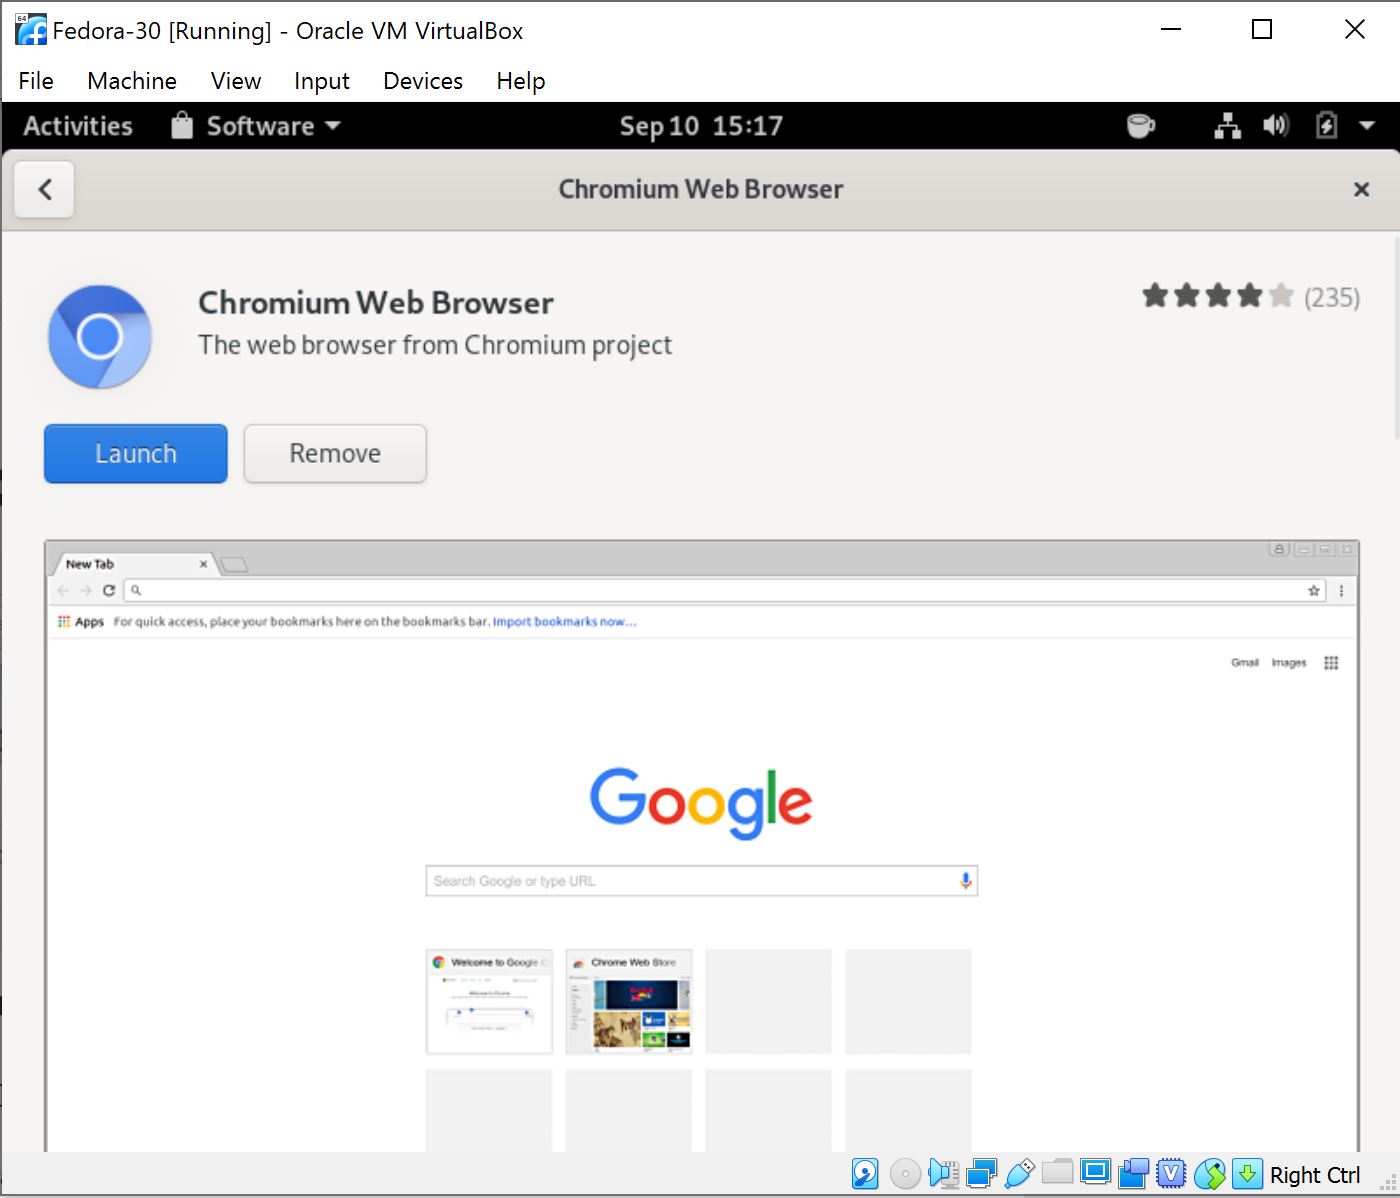 Fedora-30 [Running] - Oracle VM VirtualBox
File Machine View Input Devices Help
Activities Software Sep 10 15:17
Chromium Web Browser
Chromium Web Browser
(235)
The web browser from Chromium project
Launch Remove
New Tab
Apps For quick access, place your bookmarks here on the bookmarks bar. Import bookmarks now...
Gmail Images
Google
Search Google or type URL
Welcome to Google Chrome Web Store
Right Ctrl